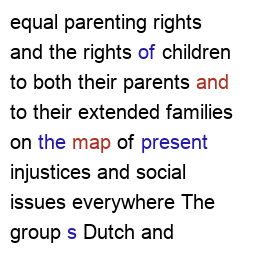 equal parenting rights
and the rights of children
to both their parents and
to their extended families
on the map of present
injustices and social
issues everywhere The
group s Dutch and